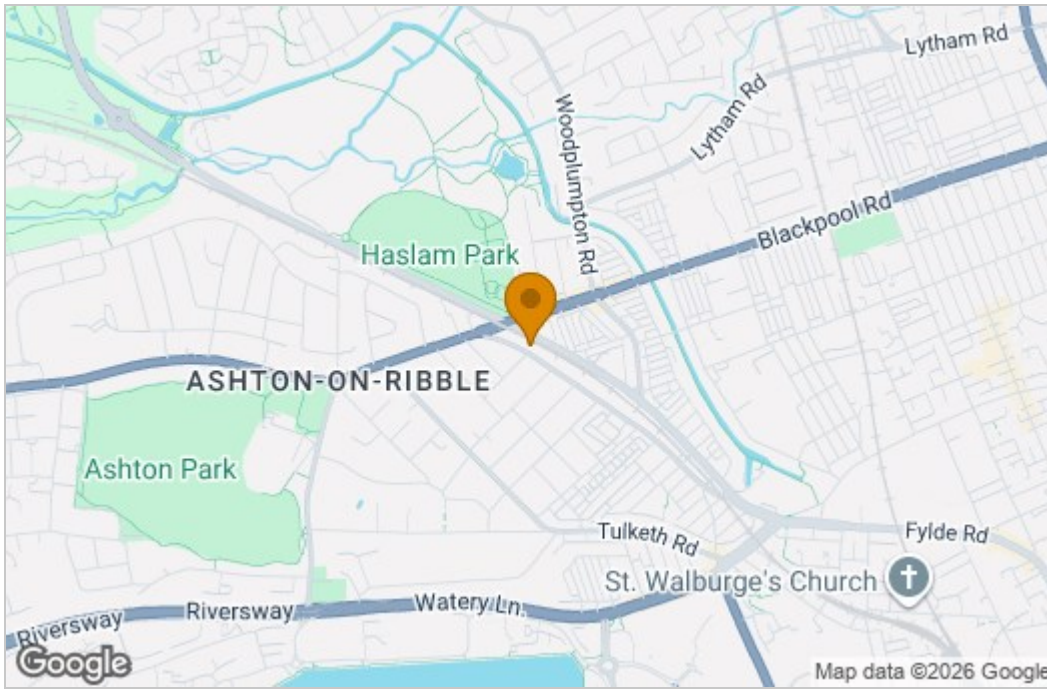 Lytham Rd
Lytham Rd
Woodplumpton Rd
Blackpool Rd
Haslam Park
ASHTON-ON-RIBBLE
Ashton Park
Tulketh Rd
Fylde Rd
St. Walburge's Church
Watery Ln.
Riversway
Riversway
Google
Map data ©2026 Google